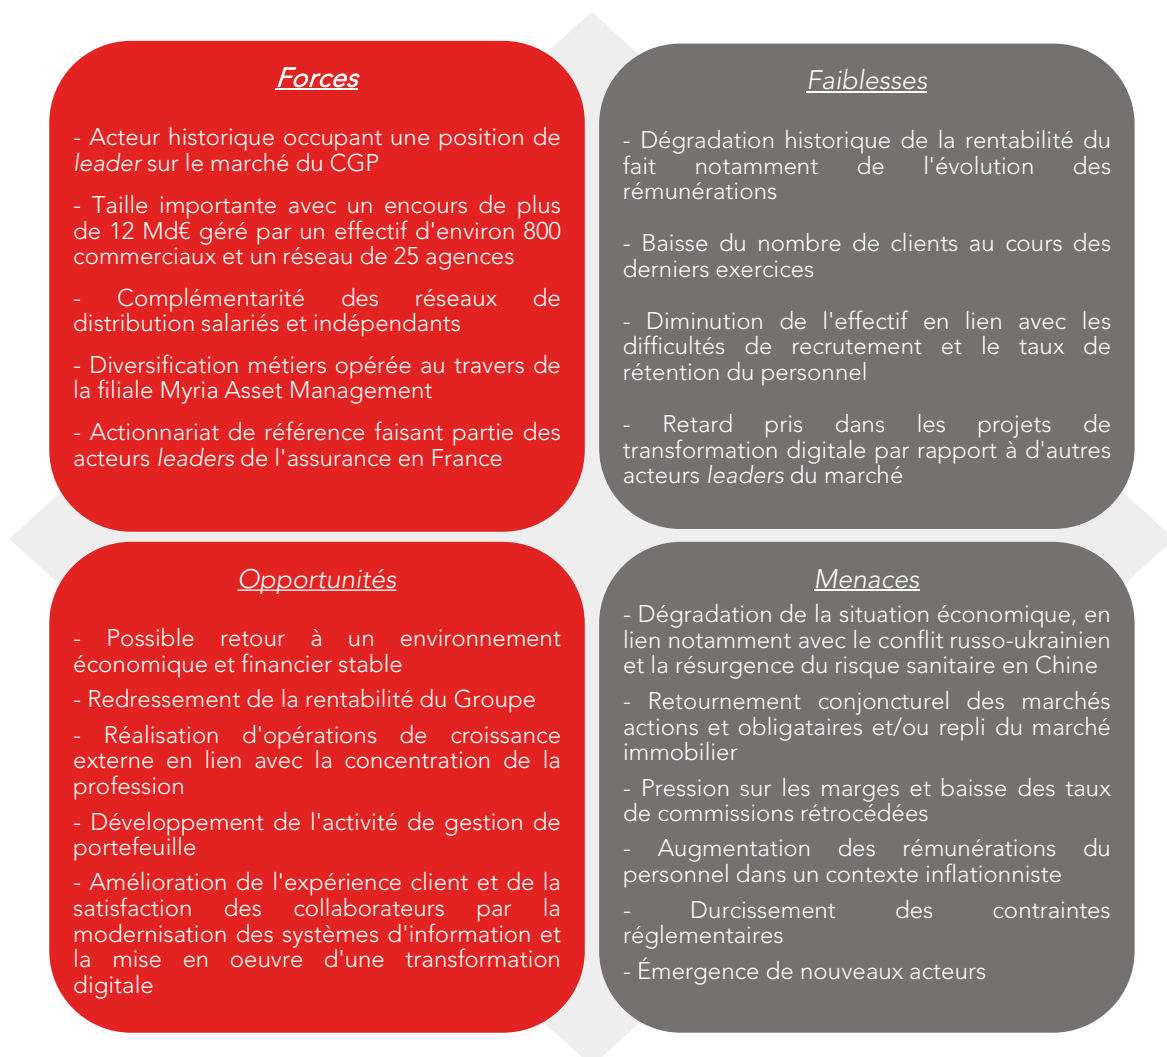 Forces
- Acteur historique occupant une position de
leader sur le marché du CGP
- Taille importante avec un encours de plus
de 12 Md€ géré par un effectif d'environ 800
commerciaux et un réseau de 25 agences
- Complémentarité des réseaux de
distribution salariés et indépendants
- Diversification métiers opérée au travers de
la filiale Myria Asset Management
- Actionnariat de référence faisant partie des
acteurs leaders de l'assurance en France
Faiblesses
- Dégradation historique de la rentabilité du
fait notamment de l'évolution des
rémunérations
- Baisse du nombre de clients au cours des
derniers exercices
- Diminution de l'effectif en lien avec les
difficultés de recrutement et le taux de
rétention du personnel
- Retard pris dans les projets de
transformation digitale par rapport à d'autres
acteurs leaders du marché
Opportunités
- Possible retour à un environnement
économique et financier stable
- Redressement de la rentabilité du Groupe
- Réalisation d'opérations de croissance
externe en lien avec la concentration de la
profession
- Développement de l'activité de gestion de
portefeuille
- Amélioration de l'expérience client et de la
satisfaction des collaborateurs par la
modernisation des systèmes d'information et
la mise en oeuvre d'une transformation
digitale
Menaces
- Dégradation de la situation économique, en
lien notamment avec le conflit russo-ukrainien
et la résurgence du risque sanitaire en Chine
- Retournement conjoncturel des marchés
actions et obligataires et/ou repli du marché
immobilier
- Pression sur les marges et baisse des taux
de commissions rétrocédées
- Augmentation des rémunérations du
personnel dans un contexte inflationniste
- Durcissement des contraintes
réglementaires
- Émergence de nouveaux acteurs